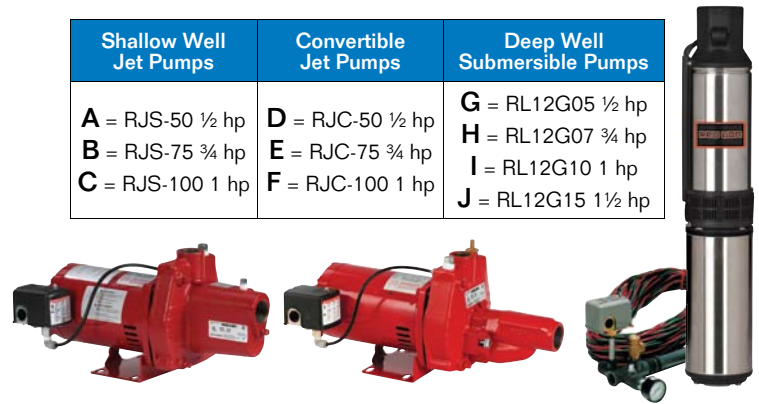 Shallow Well
Jet Pumps
Convertible
Jet Pumps
Deep Well
Submersible Pumps
A = RJS-50 ½ hp
B = RJS-75 ¾ hp
C = RJS-100 1 hp
D = RJC-50 ½ hp
E = RJC-75 ¾ hp
F = RJC-100 1 hp
G = RL12G05 ½ hp
H = RL12G07 ¾ hp
I = RL12G10 1 hp
J = RL12G15 1½ hp